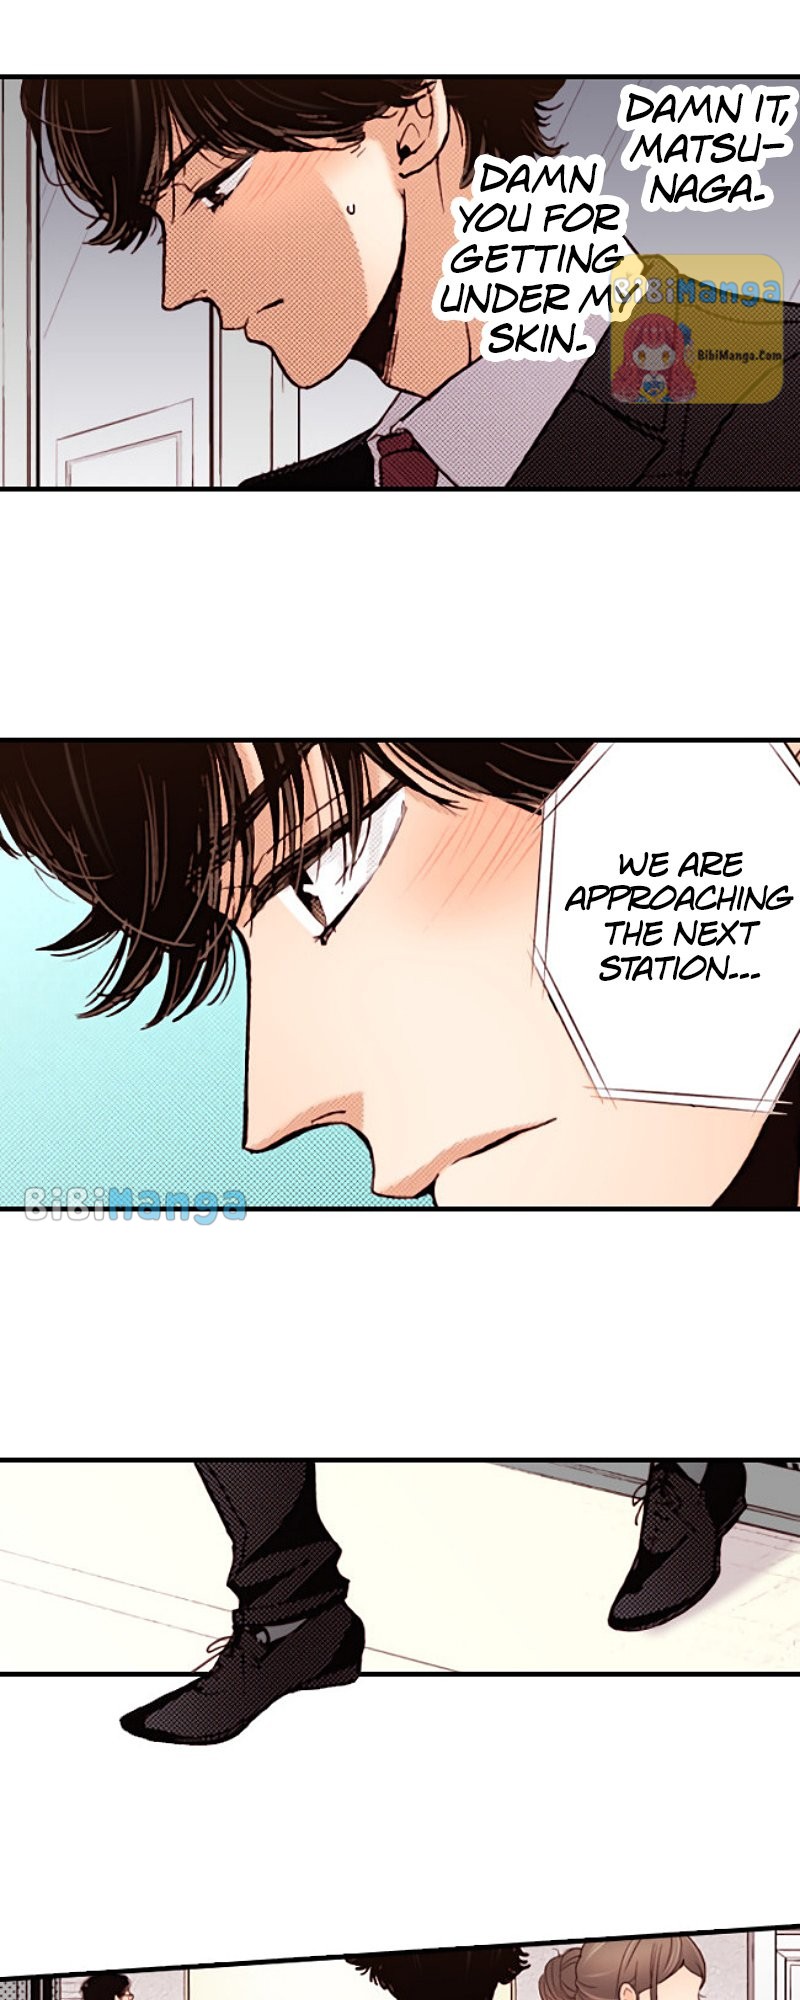 DAMN IT,
MATSU-
NAGA.
DAMN
YOU FOR
GETTING
UNDER MY
SKIN.
BiBiManga
BibiManga.Com
WE ARE
APPROACHING
THE NEXT
STATION...
BiBiManga